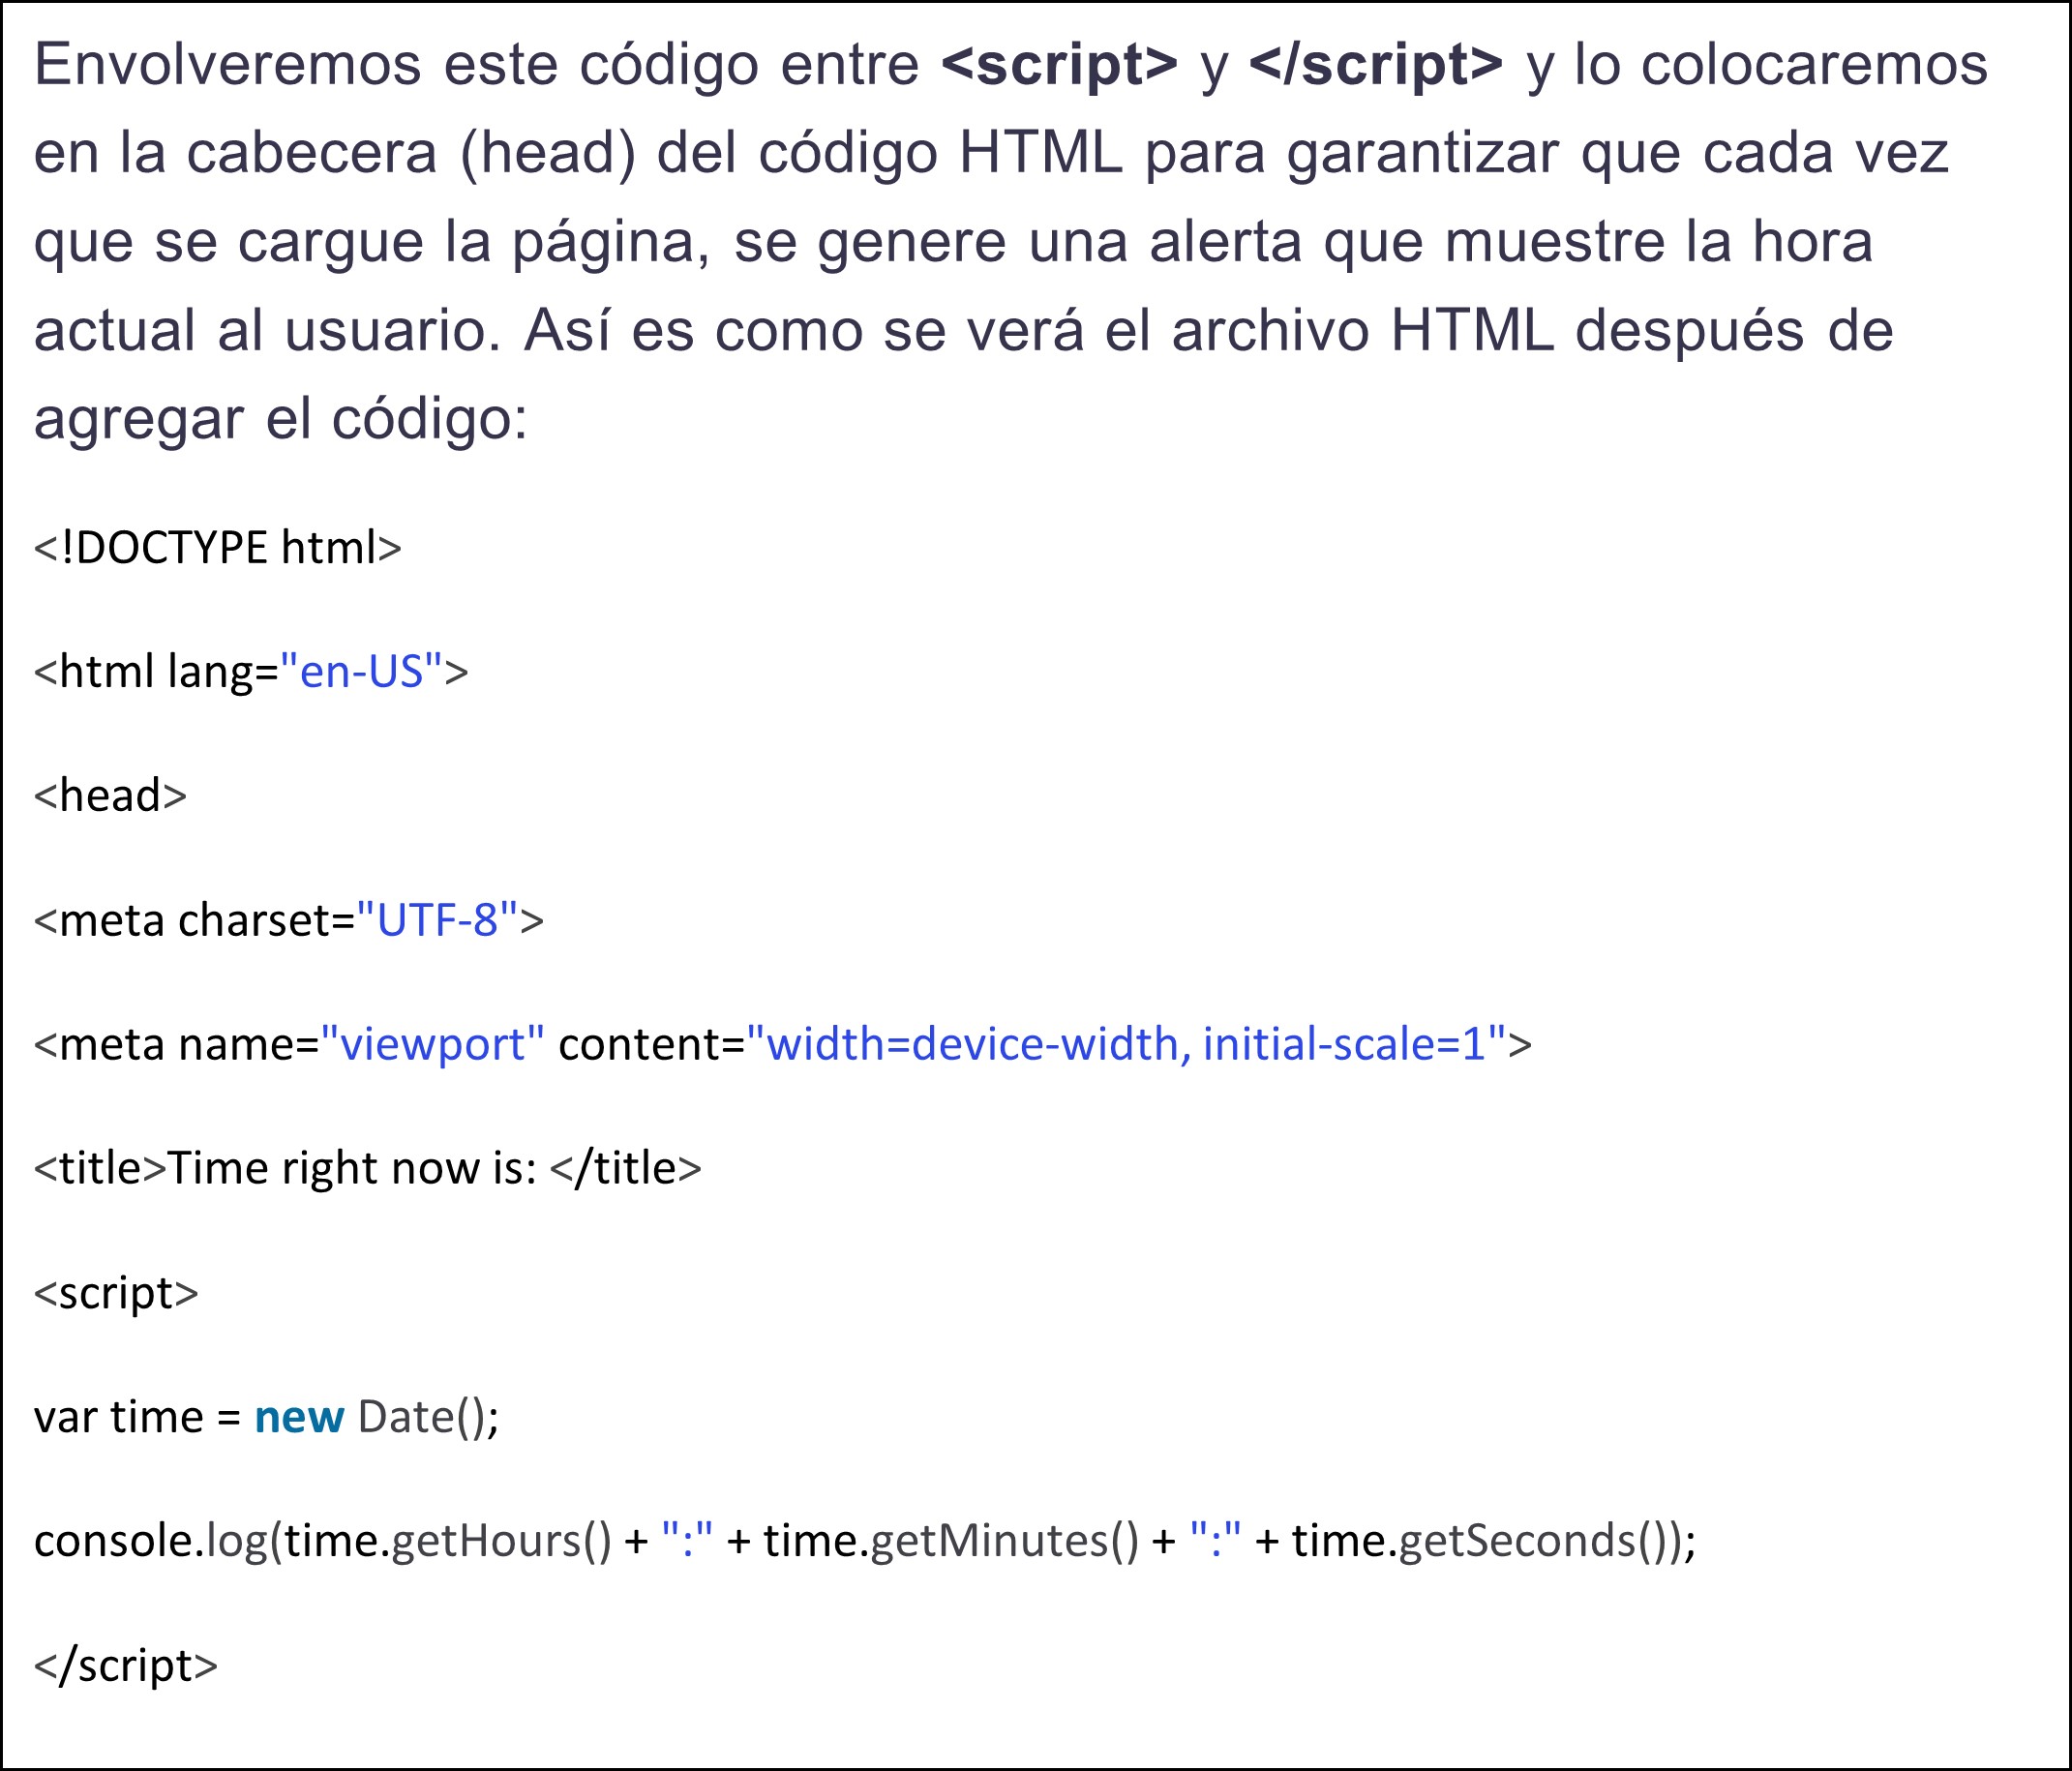 Envolveremos este código entre <script> y </script> y lo colocaremos
en la cabecera (head) del código HTML para garantizar que cada vez
que se cargue la página, se genere una alerta que muestre la hora
actual al usuario. Así es como se verá el archivo HTML después de
agregar el código:
<!DOCTYPE html>
<html lang="en-US">
<head>
<meta charset="UTF-8">
<meta name="viewport" content="width=device-width, initial-scale=1">
<title>Time right now is: </title>
<script>
var time = new Date();
console.log(time.getHours() + ":" + time.getMinutes() + ":" + time.getSeconds());
</script>